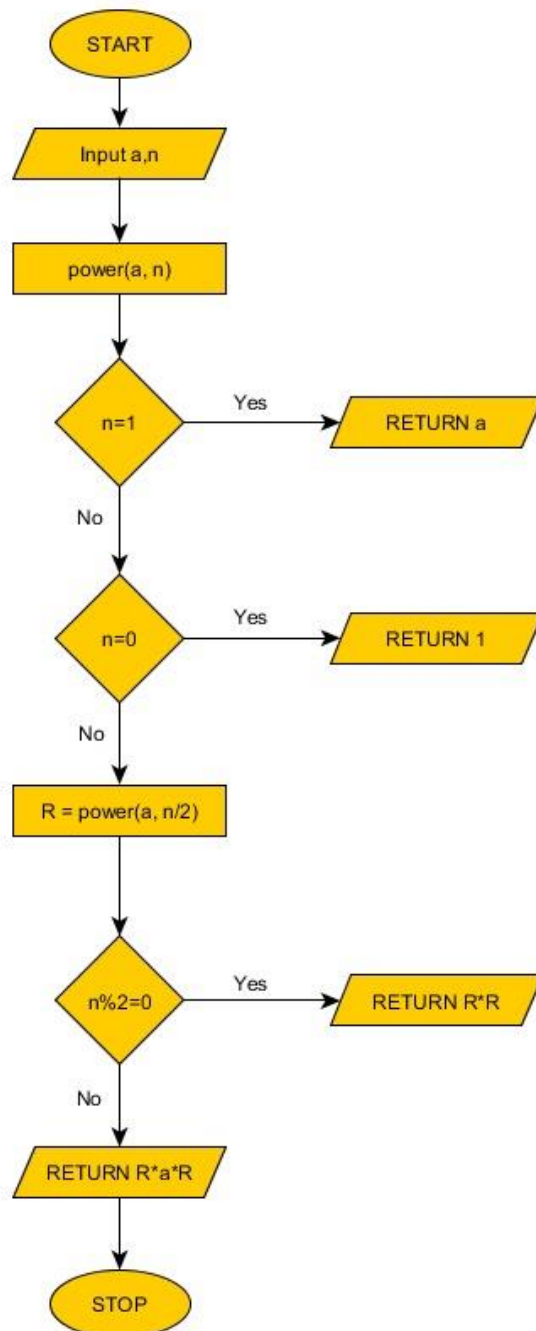 START
Input a,n
power(a, n)
n=1
Yes
RETURN a
No
n=0
Yes
RETURN 1
No
R = power(a, n/2)
n%2=0
Yes
RETURN R*R
No
RETURN R*a*R
STOP